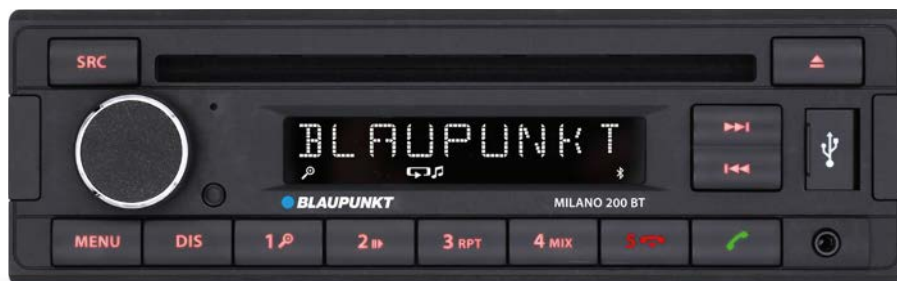 SRC
BLAUPUNKT
BLAUPUNKT MILANO 200 BT
MENU DIS 1 2 3 RPT 4 MIX 5